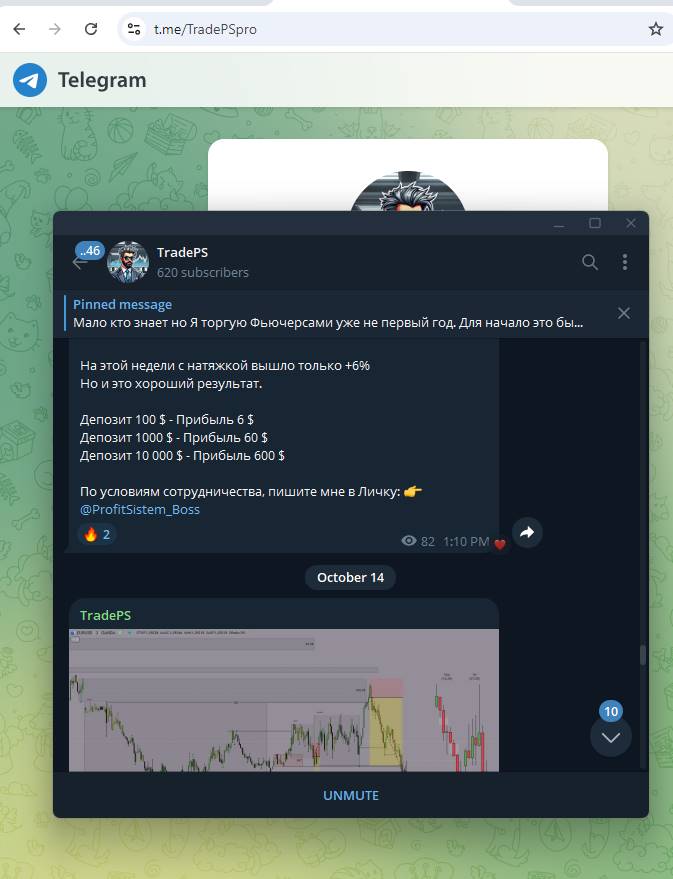 t.me/TradePSpro
Telegram
..46
TradePS
620 subscribers
Pinned message
Мало кто знает но Я торгую Фьючерсами уже не первый год. Для начало это бы...
На этой недели с натяжкой вышло только +6%
Но и это хороший результат.
Депозит 100 $ - Прибыль 6 $
Депозит 1000 $ - Прибыль 60 $
Депозит 10 000 $ - Прибыль 600 $
По условиям сотрудничества, пишите мне в Личку: 👉
@ProfitSistem_Boss
🔥 2
82 1:10 PM
October 14
TradePS
10
UNMUTE